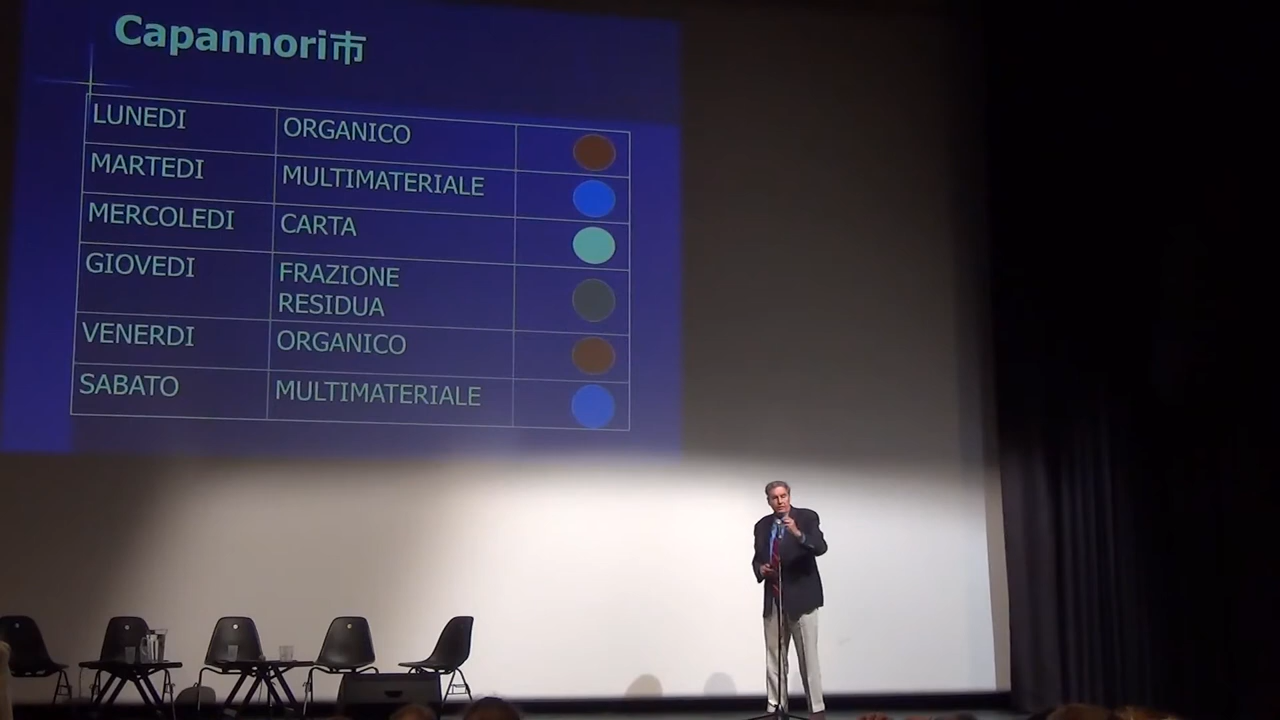 Capannori市
LUNEDI ORGANICO
MARTEDI MULTIMATERIALE
MERCOLEDI CARTA
GIOVEDI FRAZIONE
RESIDUA
VENERDI ORGANICO
SABATO MULTIMATERIALE